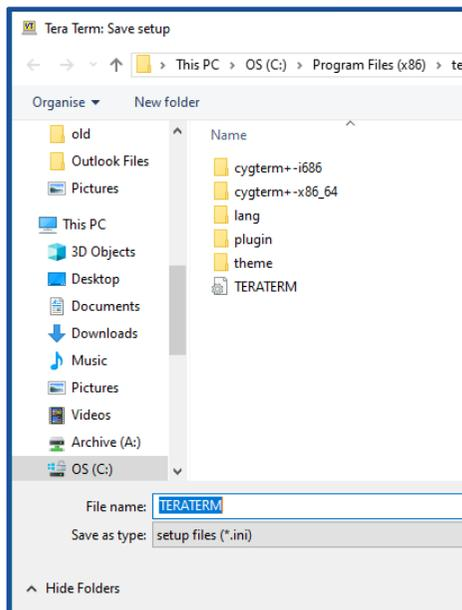 VT Tera Term: Save setup
This PC > OS (C:) > Program Files (x86) > te
Organise New folder
old
Outlook Files
Pictures
This PC
3D Objects
Desktop
Documents
Downloads
Music
Pictures
Videos
Archive (A:)
OS (C:)
Name
cygterm+-i686
cygterm+-x86_64
lang
plugin
theme
TERATERM
File name: TERATERM
Save as type: setup files (*.ini)
Hide Folders